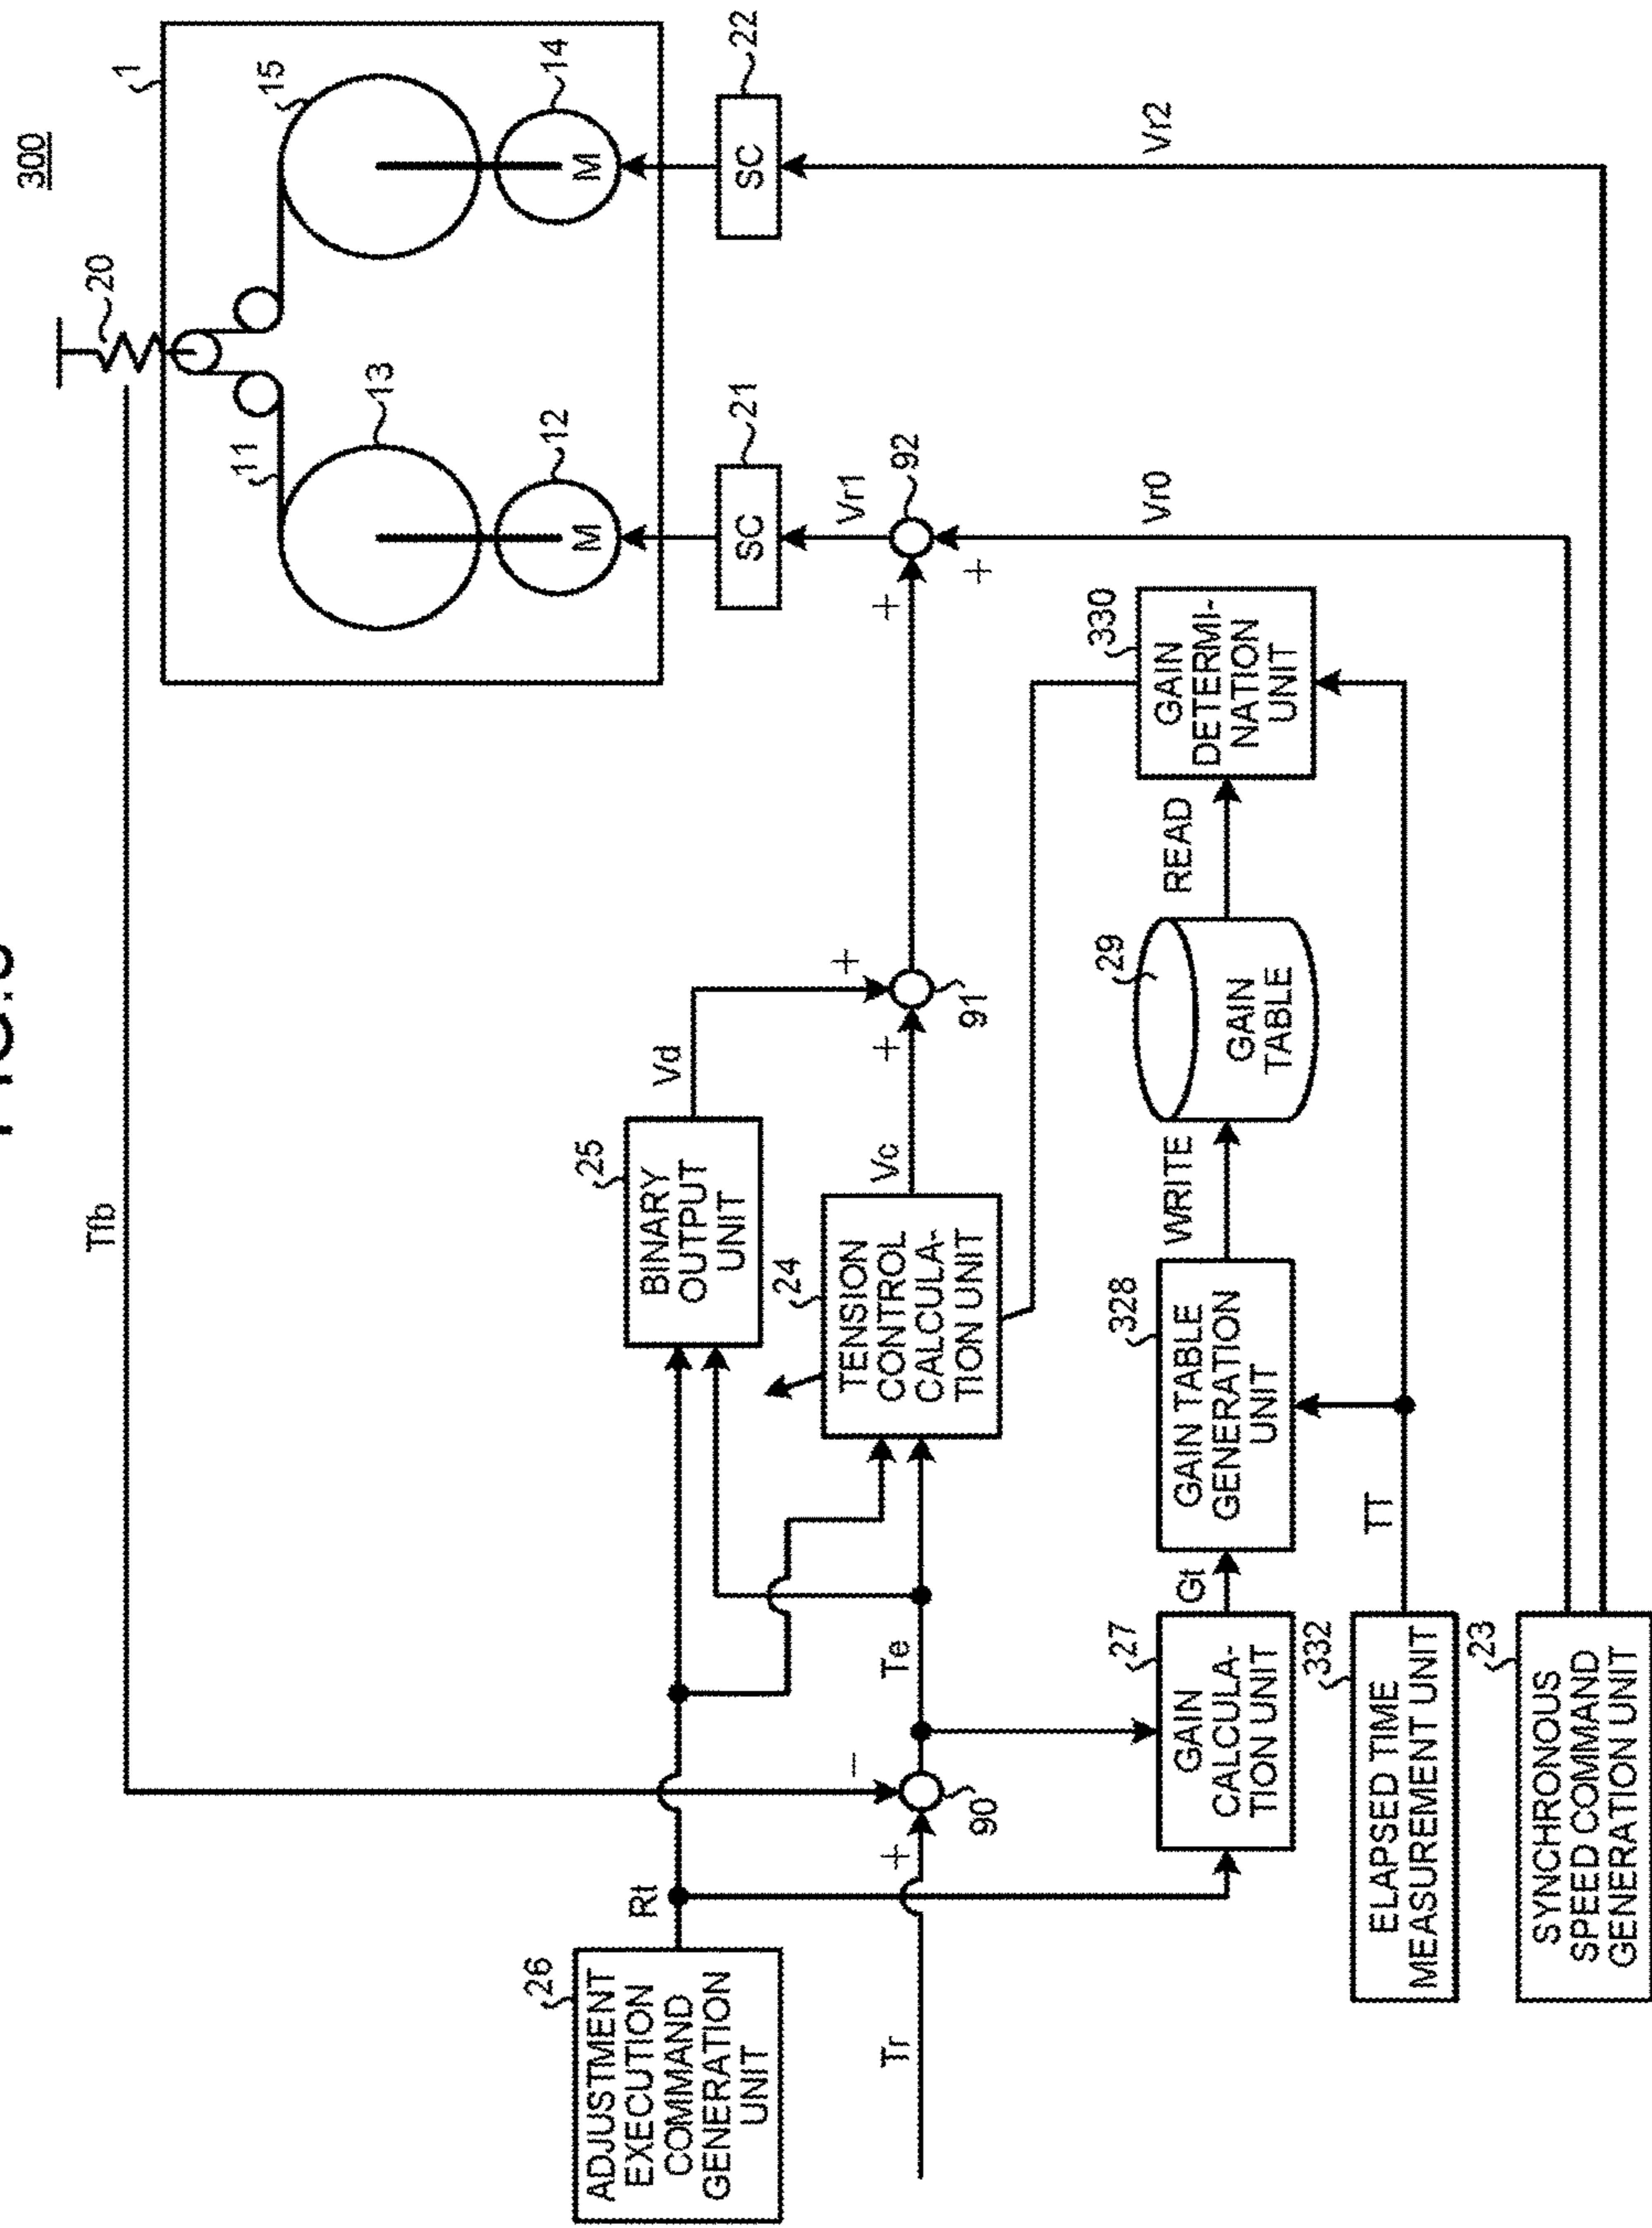 300
1
15
14
22
20
13
11
12
21
SC
SC
M
M
Vr1
92
Vr0
Vr2
+
+
Tfb
26
ADJUSTMENT
EXECUTION
COMMAND
GENERATION
UNIT
Rt
25
BINARY
OUTPUT
UNIT
Vd
+
+
91
24
TENSION
CONTROL
CALCULA-
TION UNIT
Vc
Tr
+
−
90
Te
27
GAIN
CALCULA-
TION UNIT
Gt
328
GAIN TABLE
GENERATION
UNIT
WRITE
29
GAIN
TABLE
READ
330
GAIN
DETERMI-
NATION
UNIT
332
ELAPSED TIME
MEASUREMENT UNIT
TT
23
SYNCHRONOUS
SPEED COMMAND
GENERATION UNIT